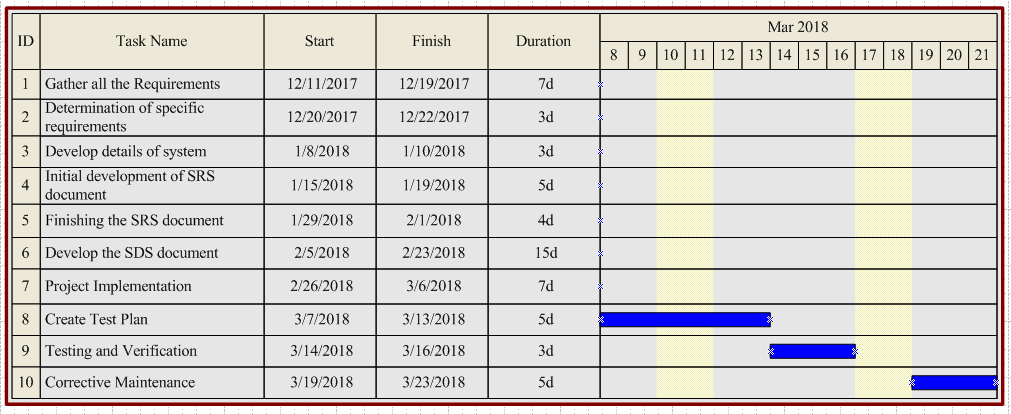 ID Task Name Start Finish Duration Mar 2018
8 9 10 11 12 13 14 15 16 17 18 19 20 21
1 Gather all the Requirements 12/11/2017 12/19/2017 7d
2 Determination of specific requirements 12/20/2017 12/22/2017 3d
3 Develop details of system 1/8/2018 1/10/2018 3d
4 Initial development of SRS document 1/15/2018 1/19/2018 5d
5 Finishing the SRS document 1/29/2018 2/1/2018 4d
6 Develop the SDS document 2/5/2018 2/23/2018 15d
7 Project Implementation 2/26/2018 3/6/2018 7d
8 Create Test Plan 3/7/2018 3/13/2018 5d
9 Testing and Verification 3/14/2018 3/16/2018 3d
10 Corrective Maintenance 3/19/2018 3/23/2018 5d